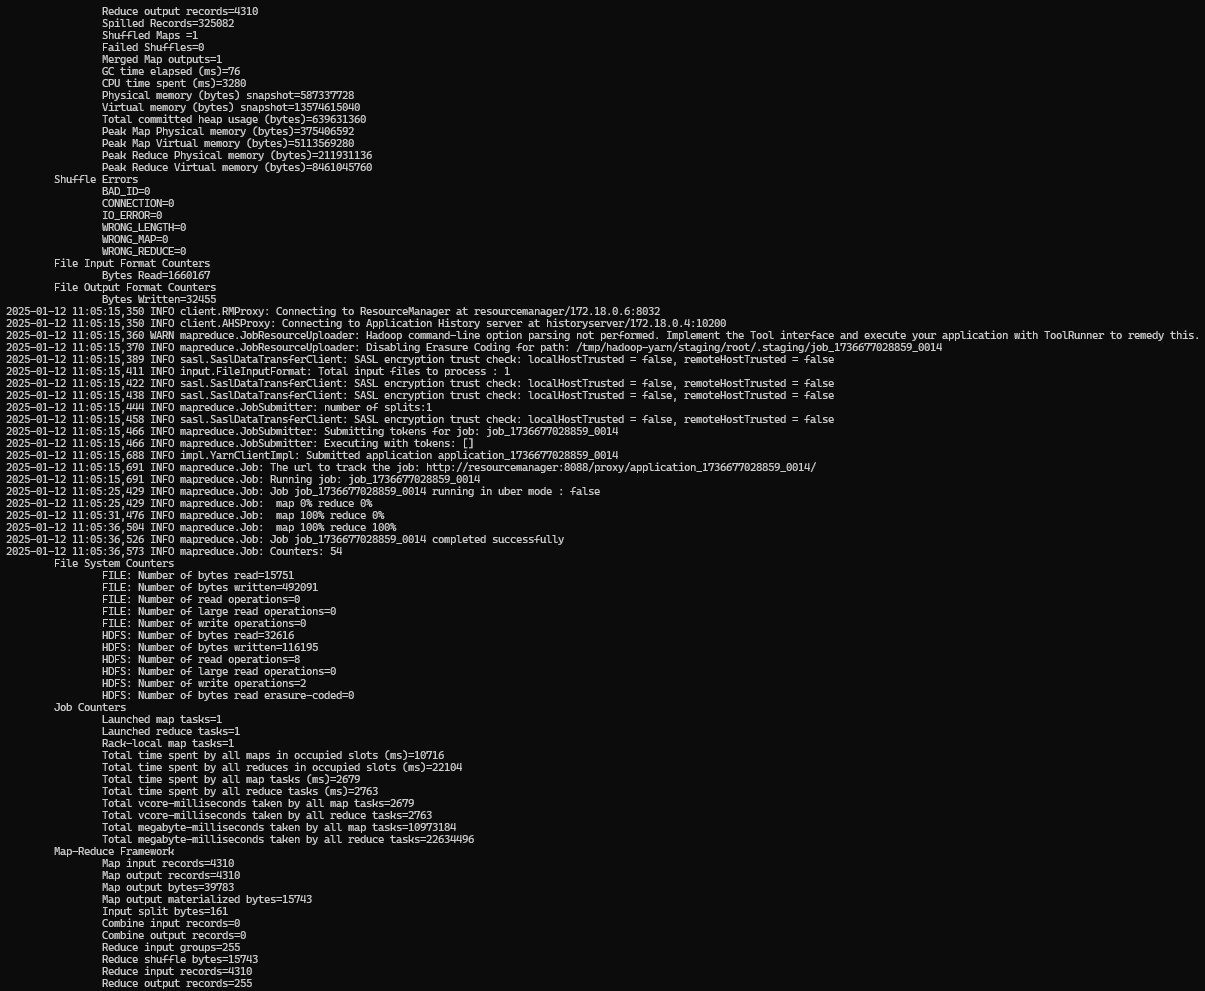 Reduce output records=4310
Spilled Records=325082
Shuffled Maps =1
Failed Shuffles=0
Merged Map outputs=1
GC time elapsed (ms)=76
CPU time spent (ms)=3280
Physical memory (bytes) snapshot=587337728
Virtual memory (bytes) snapshot=13574615040
Total committed heap usage (bytes)=639631360
Peak Map Physical memory (bytes)=375406592
Peak Map Virtual memory (bytes)=5113569280
Peak Reduce Physical memory (bytes)=211931136
Peak Reduce Virtual memory (bytes)=8461045760
Shuffle Errors
BAD_ID=0
CONNECTION=0
IO_ERROR=0
WRONG_LENGTH=0
WRONG_MAP=0
WRONG_REDUCE=0
File Input Format Counters
Bytes Read=1660167
File Output Format Counters
Bytes Written=32455
2025-01-12 11:05:15,350 INFO client.RMProxy: Connecting to ResourceManager at resourcemanager/172.18.0.6:8032
2025-01-12 11:05:15,350 INFO client.AHSProxy: Connecting to Application History server at historyserver/172.18.0.4:10200
2025-01-12 11:05:15,360 WARN mapreduce.JobResourceUploader: Hadoop command-line option parsing not performed. Implement the Tool interface and execute your application with ToolRunner to remedy this.
2025-01-12 11:05:15,370 INFO mapreduce.JobResourceUploader: Disabling Erasure Coding for path: /tmp/hadoop-yarn/staging/root/.staging/job_1736677028859_0014
2025-01-12 11:05:15,389 INFO sasl.SaslDataTransferClient: SASL encryption trust check: localHostTrusted = false, remoteHostTrusted = false
2025-01-12 11:05:15,411 INFO input.FileInputFormat: Total input files to process : 1
2025-01-12 11:05:15,422 INFO sasl.SaslDataTransferClient: SASL encryption trust check: localHostTrusted = false, remoteHostTrusted = false
2025-01-12 11:05:15,438 INFO sasl.SaslDataTransferClient: SASL encryption trust check: localHostTrusted = false, remoteHostTrusted = false
2025-01-12 11:05:15,444 INFO mapreduce.JobSubmitter: number of splits:1
2025-01-12 11:05:15,458 INFO sasl.SaslDataTransferClient: SASL encryption trust check: localHostTrusted = false, remoteHostTrusted = false
2025-01-12 11:05:15,466 INFO mapreduce.JobSubmitter: Submitting tokens for job: job_1736677028859_0014
2025-01-12 11:05:15,466 INFO mapreduce.JobSubmitter: Executing with tokens: []
2025-01-12 11:05:15,688 INFO impl.YarnClientImpl: Submitted application application_1736677028859_0014
2025-01-12 11:05:15,691 INFO mapreduce.Job: The url to track the job: http://resourcemanager:8088/proxy/application_1736677028859_0014/
2025-01-12 11:05:15,691 INFO mapreduce.Job: Running job: job_1736677028859_0014
2025-01-12 11:05:25,429 INFO mapreduce.Job: Job job_1736677028859_0014 running in uber mode : false
2025-01-12 11:05:25,429 INFO mapreduce.Job:  map 0% reduce 0%
2025-01-12 11:05:31,476 INFO mapreduce.Job:  map 100% reduce 0%
2025-01-12 11:05:36,504 INFO mapreduce.Job:  map 100% reduce 100%
2025-01-12 11:05:36,526 INFO mapreduce.Job: Job job_1736677028859_0014 completed successfully
2025-01-12 11:05:36,573 INFO mapreduce.Job: Counters: 54
File System Counters
FILE: Number of bytes read=15751
FILE: Number of bytes written=492091
FILE: Number of read operations=0
FILE: Number of large read operations=0
FILE: Number of write operations=0
HDFS: Number of bytes read=32616
HDFS: Number of bytes written=116195
HDFS: Number of read operations=8
HDFS: Number of large read operations=0
HDFS: Number of write operations=2
HDFS: Number of bytes read erasure-coded=0
Job Counters
Launched map tasks=1
Launched reduce tasks=1
Rack-local map tasks=1
Total time spent by all maps in occupied slots (ms)=10716
Total time spent by all reduces in occupied slots (ms)=22104
Total time spent by all map tasks (ms)=2679
Total time spent by all reduce tasks (ms)=2763
Total vcore-milliseconds taken by all map tasks=2679
Total vcore-milliseconds taken by all reduce tasks=2763
Total megabyte-milliseconds taken by all map tasks=10973184
Total megabyte-milliseconds taken by all reduce tasks=22634496
Map-Reduce Framework
Map input records=4310
Map output records=4310
Map output bytes=39783
Map output materialized bytes=15743
Input split bytes=161
Combine input records=0
Combine output records=0
Reduce input groups=255
Reduce shuffle bytes=15743
Reduce input records=4310
Reduce output records=255